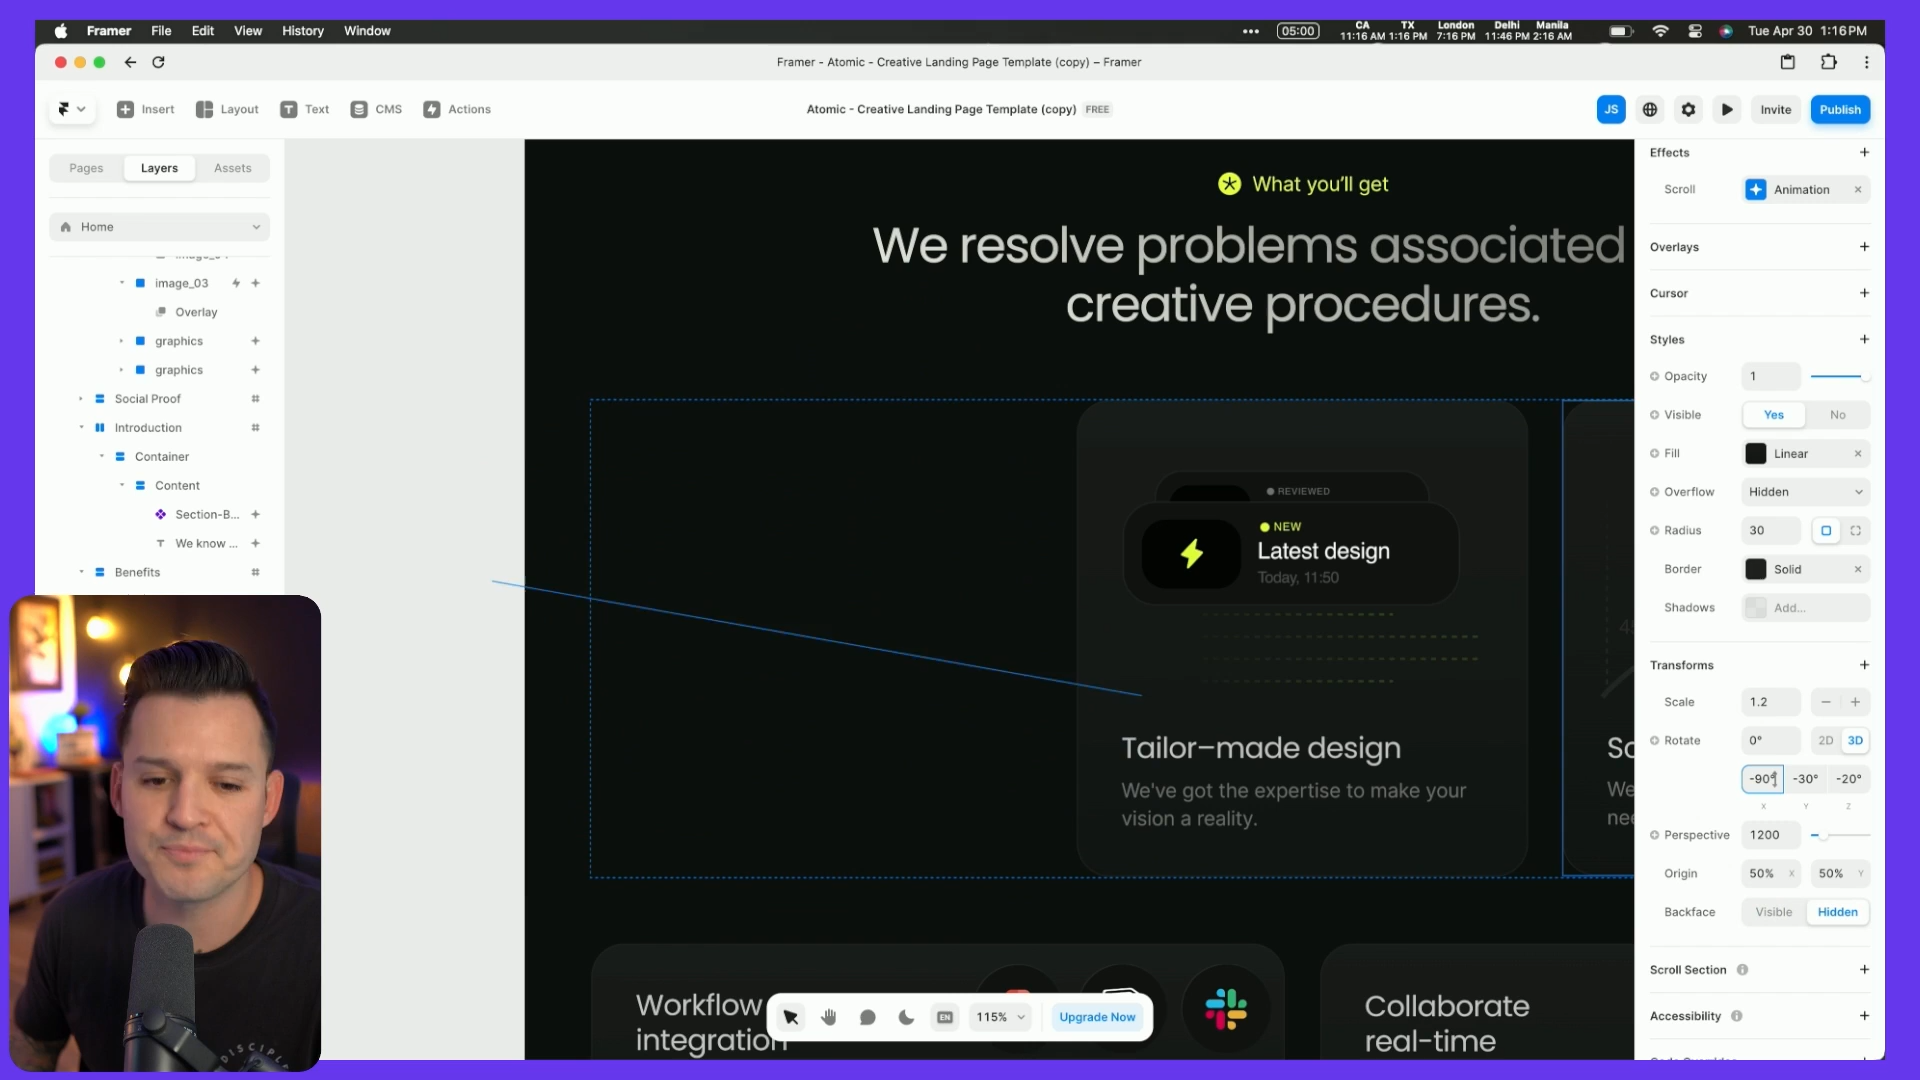 Framer File Edit View History Window
05:00
CA TX London Delhi Manila
11:16 AM 1:16 PM 7:16 PM 11:46 PM 2:16 AM
Tue Apr 30 1:16 PM
Framer - Atomic - Creative Landing Page Template (copy) – Framer
Insert Layout Text CMS Actions
Atomic - Creative Landing Page Template (copy) FREE
JS Invite Publish
Pages Layers Assets
Home
image_03
Overlay
graphics
graphics
Social Proof
Introduction
Container
Content
Section-B...
We know ...
Benefits
What you'll get
We resolve problems associated
creative procedures.
REVIEWED
NEW
Latest design
Today, 11:50
Tailor–made design
We've got the expertise to make your
vision a reality.
Sc
We
nee
45
Workflow
integration
Collaborate
real–time
EN 115% Upgrade Now
DISCIPL
Effects
Scroll Animation
Overlays
Cursor
Styles
Opacity 1
Visible Yes No
Fill Linear
Overflow Hidden
Radius 30
Border Solid
Shadows Add...
Transforms
Scale 1.2
Rotate 0° 2D 3D
-90° -30° -20°
X Y Z
Perspective 1200
Origin 50% X 50% Y
Backface Visible Hidden
Scroll Section
Accessibility